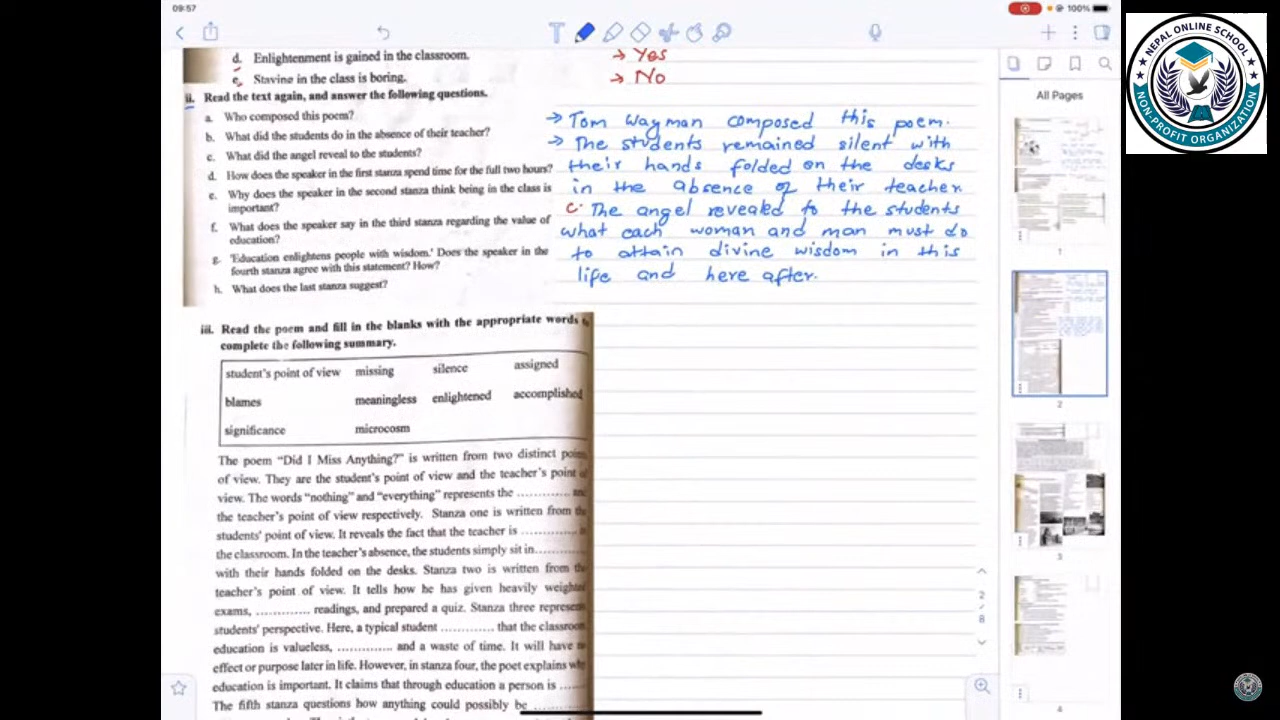 09:57
100%
NEPAL ONLINE SCHOOL
NON-PROFIT ORGANIZATION
d. Enlightenment is gained in the classroom.
→ Yes
e. Staying in the class is boring.
→ No
ii. Read the text again, and answer the following questions.
a. Who composed this poem?
b. What did the students do in the absence of their teacher?
c. What did the angel reveal to the students?
d. How does the speaker in the first stanza spend time for the full two hours?
e. Why does the speaker in the second stanza think being in the class is
important?
f. What does the speaker say in the third stanza regarding the value of
education?
g. 'Education enlightens people with wisdom.' Does the speaker in the
fourth stanza agree with this statement? How?
h. What does the last stanza suggest?
→ Tom Wayman composed this poem.
→ The students remained silent with
their hands folded on the desks
in the absence of their teacher
c. The angel revealed to the students
what each woman and man must do
to attain divine wisdom in this
life and here after.
iii. Read the poem and fill in the blanks with the appropriate words
complete the following summary.
student's point of view missing silence assigned
blames meaningless enlightened accomplished
significance microcosm
The poem "Did I Miss Anything?" is written from two distinct
of view. They are the student's point of view and the teacher's point
view. The words "nothing" and "everything" represents the .............
the teacher's point of view respectively. Stanza one is written from
students' point of view. It reveals the fact that the teacher is .............
the classroom. In the teacher's absence, the students simply sit in............
with their hands folded on the desks. Stanza two is written from
teacher's point of view. It tells how he has given heavily
exams, ............. readings, and prepared a quiz. Stanza three
students' perspective. Here, a typical student ............. that the
education is valueless, ............. and a waste of time. It will have
effect or purpose later in life. However, in stanza four, the poet explains
education is important. It claims that through education a person is ......
The fifth stanza questions how anything could possibly be .........
All Pages
1
2
3
4
2
/
8